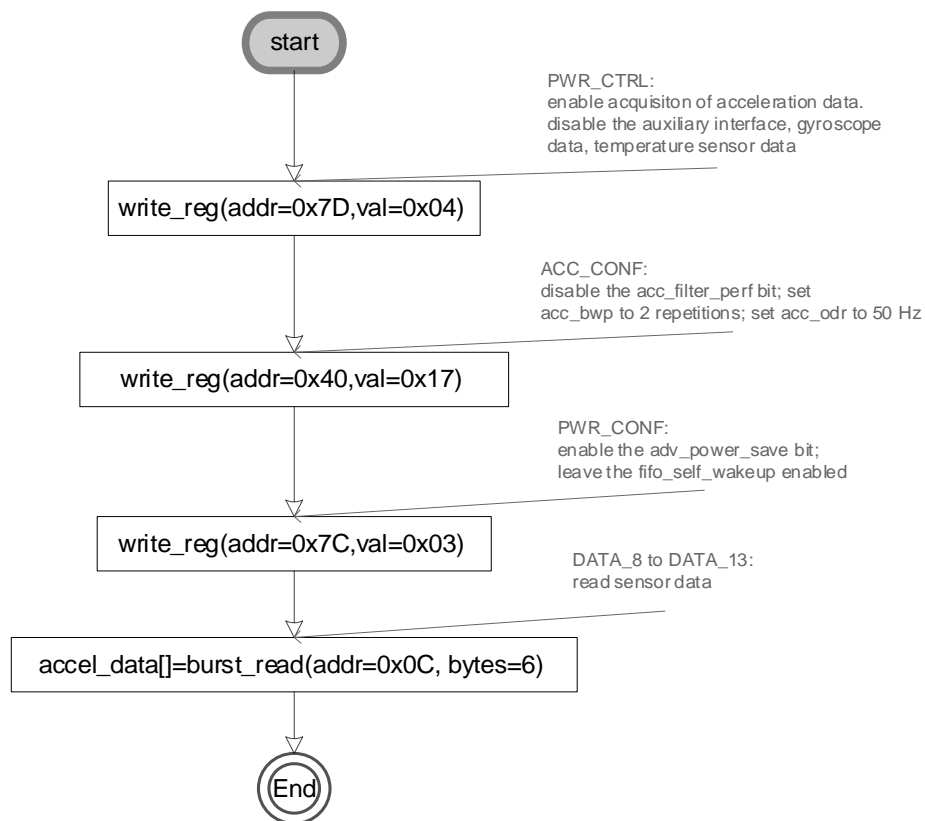 start
PWR_CTRL:
enable acquisiton of acceleration data.
disable the auxiliary interface, gyroscope
data, temperature sensor data
write_reg(addr=0x7D,val=0x04)
ACC_CONF:
disable the acc_filter_perf bit; set
acc_bwp to 2 repetitions; set acc_odr to 50 Hz
write_reg(addr=0x40,val=0x17)
PWR_CONF:
enable the adv_power_save bit;
leave the fifo_self_wakeup enabled
write_reg(addr=0x7C,val=0x03)
DATA_8 to DATA_13:
read sensor data
accel_data[]=burst_read(addr=0x0C, bytes=6)
End